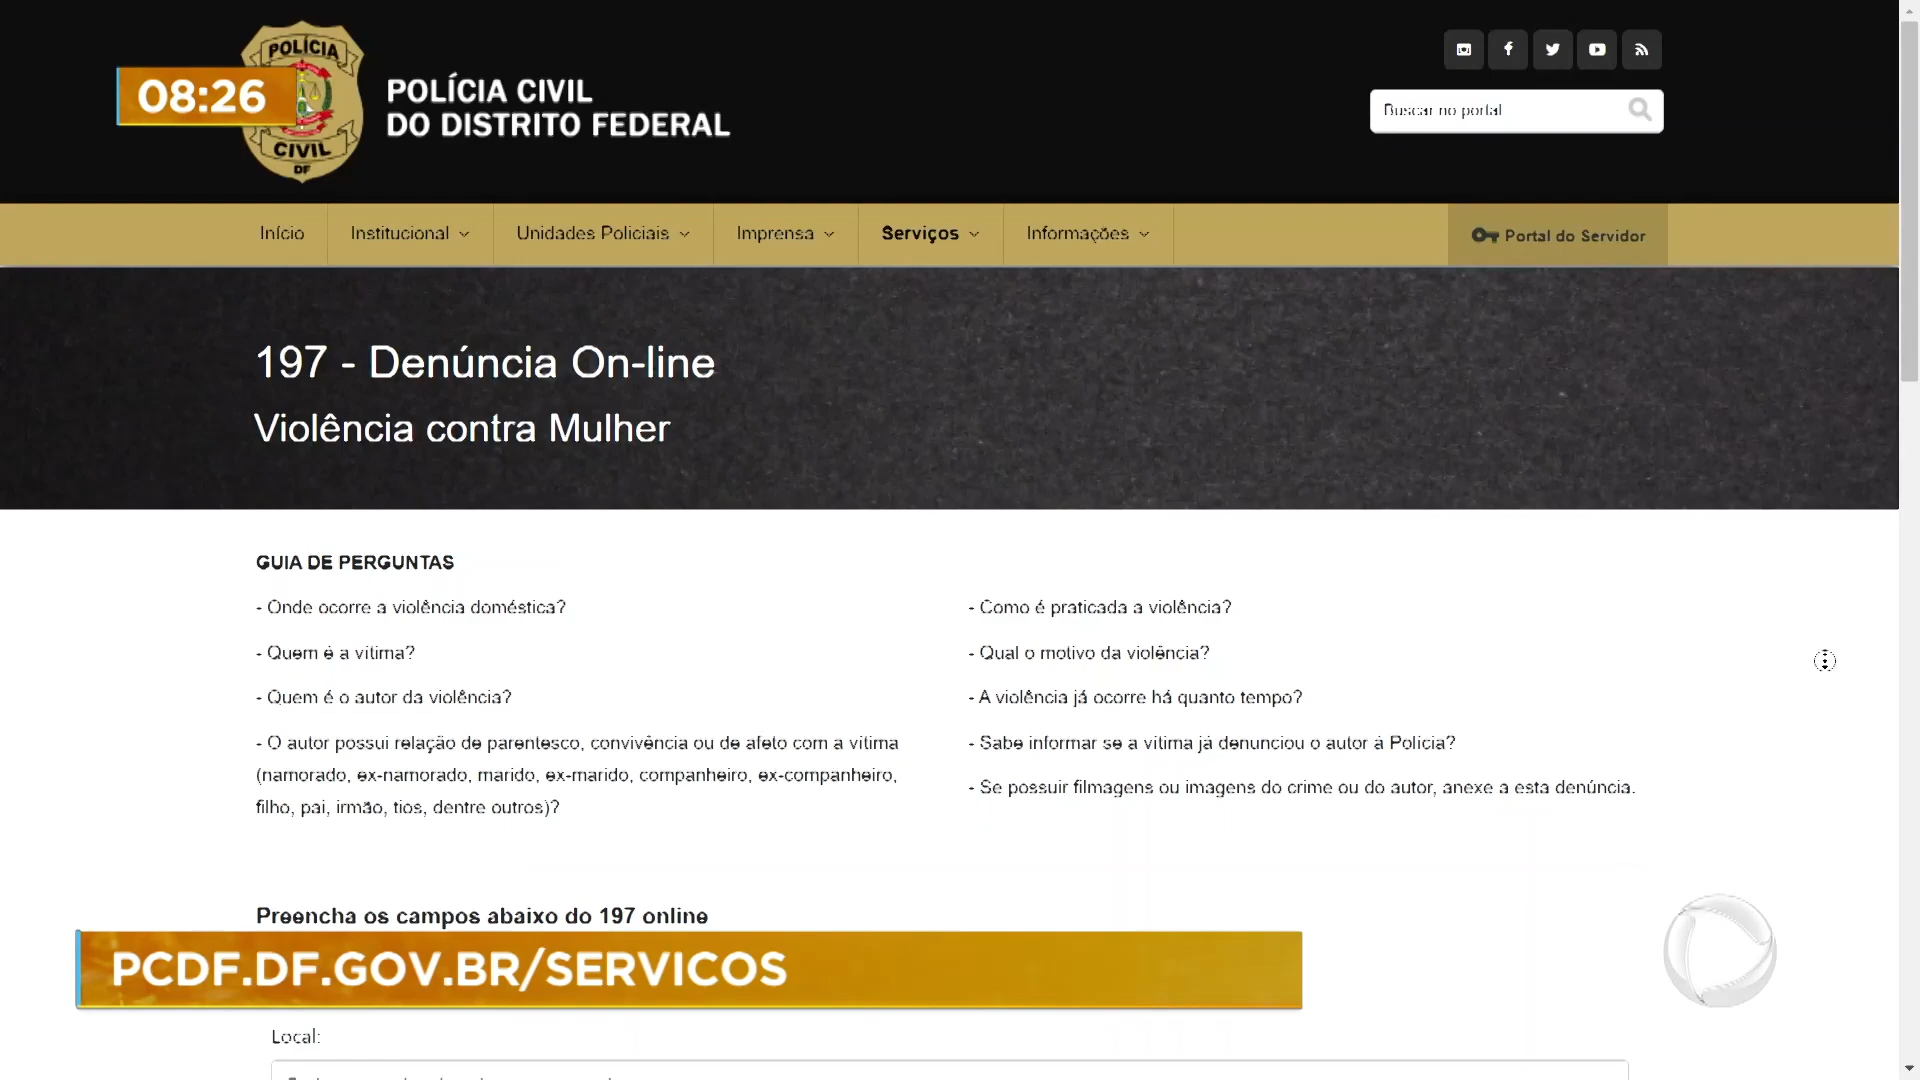 POLÍCIA
CIVIL
DF
08:26
POLÍCIA CIVIL
DO DISTRITO FEDERAL
Buscar no portal
Início
Institucional
Unidades Policiais
Imprensa
Serviços
Informações
Portal do Servidor
197 - Denúncia On-line
Violência contra Mulher
GUIA DE PERGUNTAS
- Onde ocorre a violência doméstica?
- Quem é a vítima?
- Quem é o autor da violência?
- O autor possui relação de parentesco, convivência ou de afeto com a vítima
(namorado, ex-namorado, marido, ex-marido, companheiro, ex-companheiro,
filho, pai, irmão, tios, dentre outros)?
- Como é praticada a violência?
- Qual o motivo da violência?
- A violência já ocorre há quanto tempo?
- Sabe informar se a vítima já denunciou o autor à Polícia?
- Se possuir filmagens ou imagens do crime ou do autor, anexe a esta denúncia.
Preencha os campos abaixo do 197 online
PCDF.DF.GOV.BR/SERVICOS
Local: